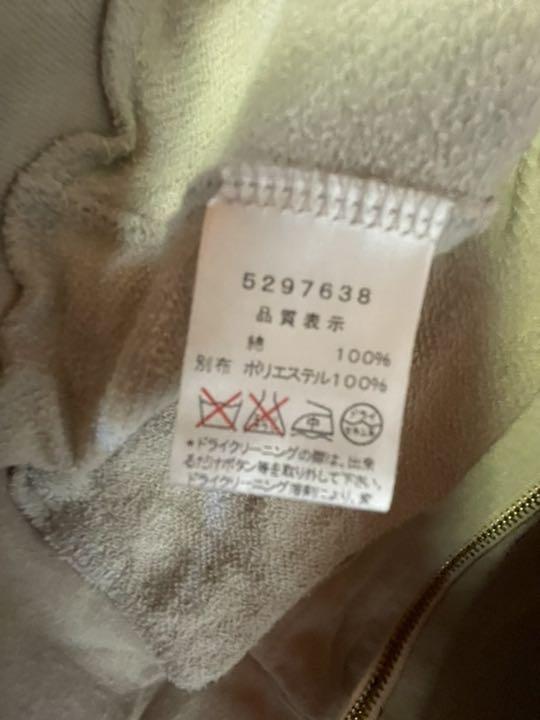 5297638
品質表示
綿 100%
別布 ポリエステル100%
中 ドライ
*ドライクリーニングの際は、出来
るだけボタン等を取り外して下さい。
ドライクリーニング溶剤により、変